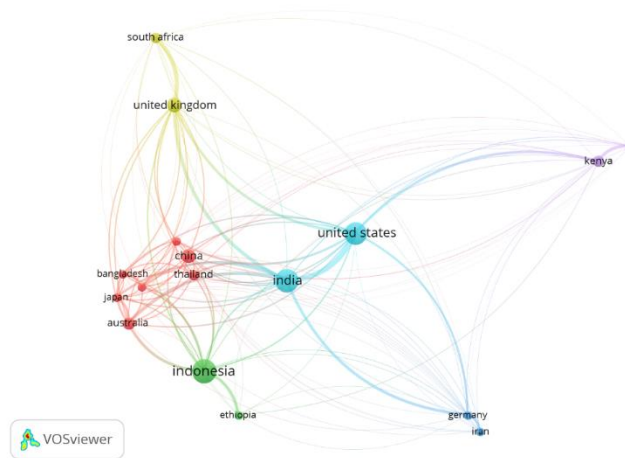 south africa
united kingdom
kenya
united states
china
bangladesh
thailand
india
japan
australia
indonesia
ethiopia
germany
iran
VOSviewer